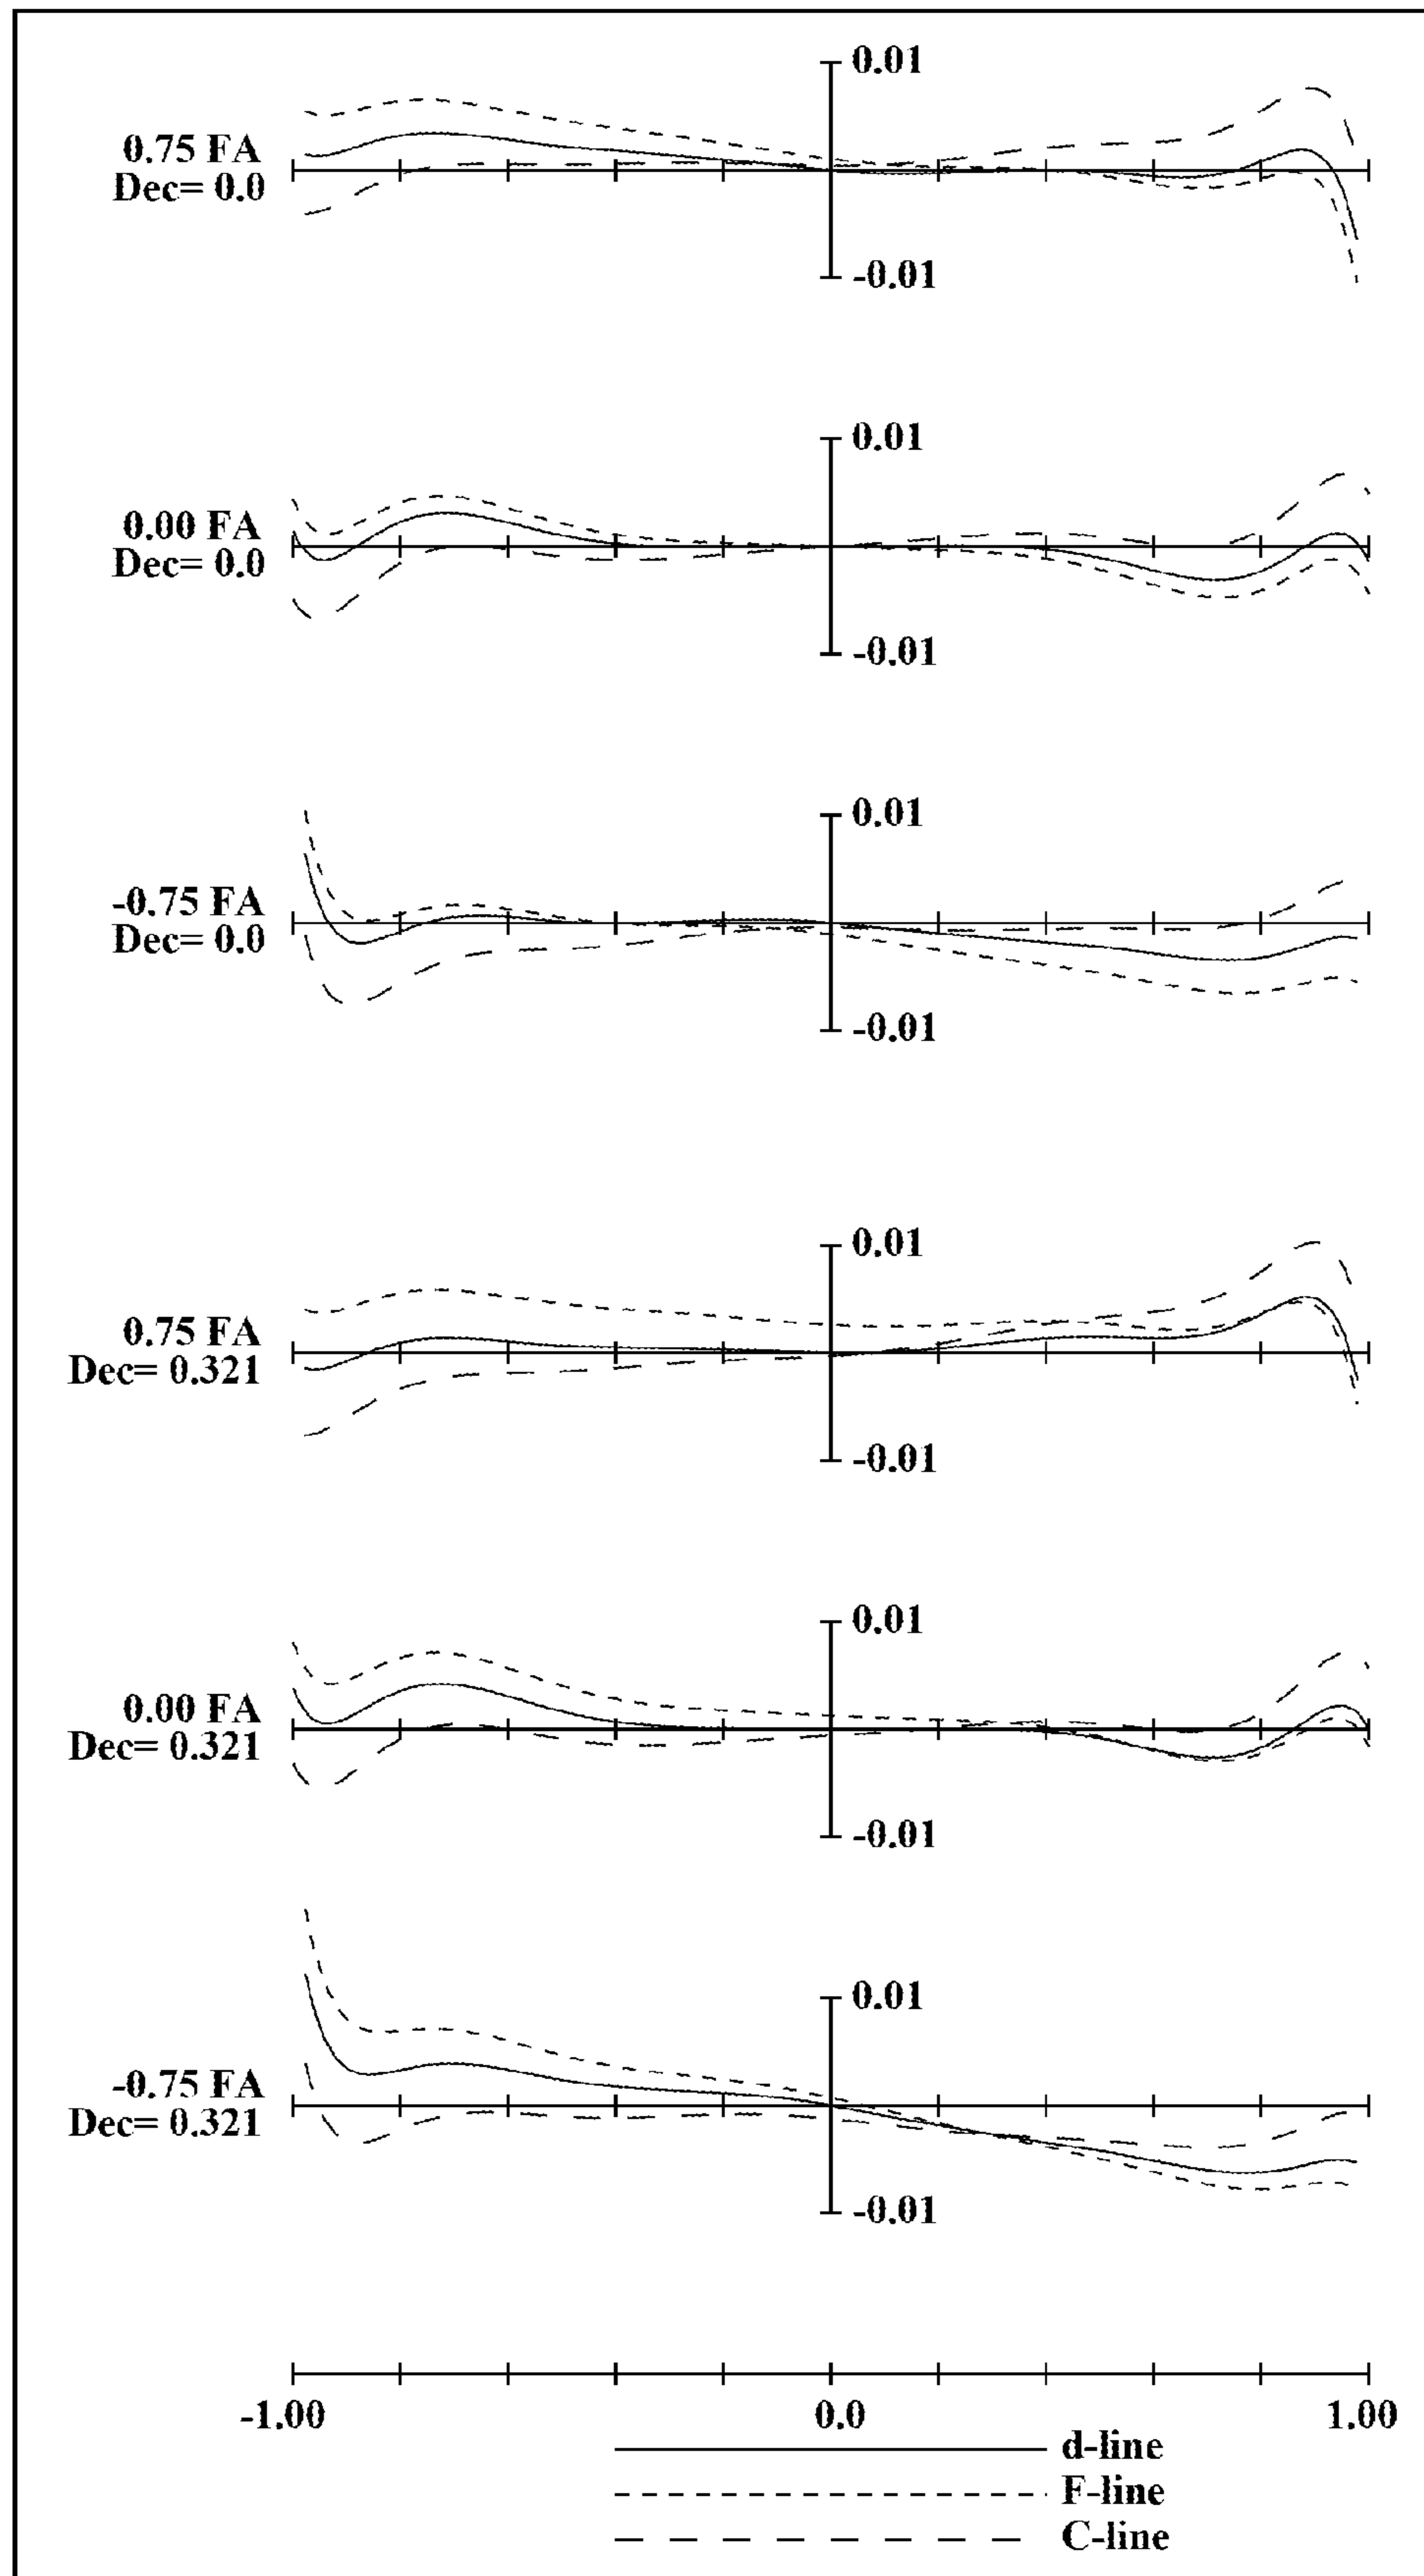 0.01
0.75 FA
Dec= 0.0
-0.01
0.01
0.00 FA
Dec= 0.0
-0.01
0.01
-0.75 FA
Dec= 0.0
-0.01
0.01
0.75 FA
Dec= 0.321
-0.01
0.01
0.00 FA
Dec= 0.321
-0.01
0.01
-0.75 FA
Dec= 0.321
-0.01
-1.00 0.0 1.00
d-line
F-line
C-line